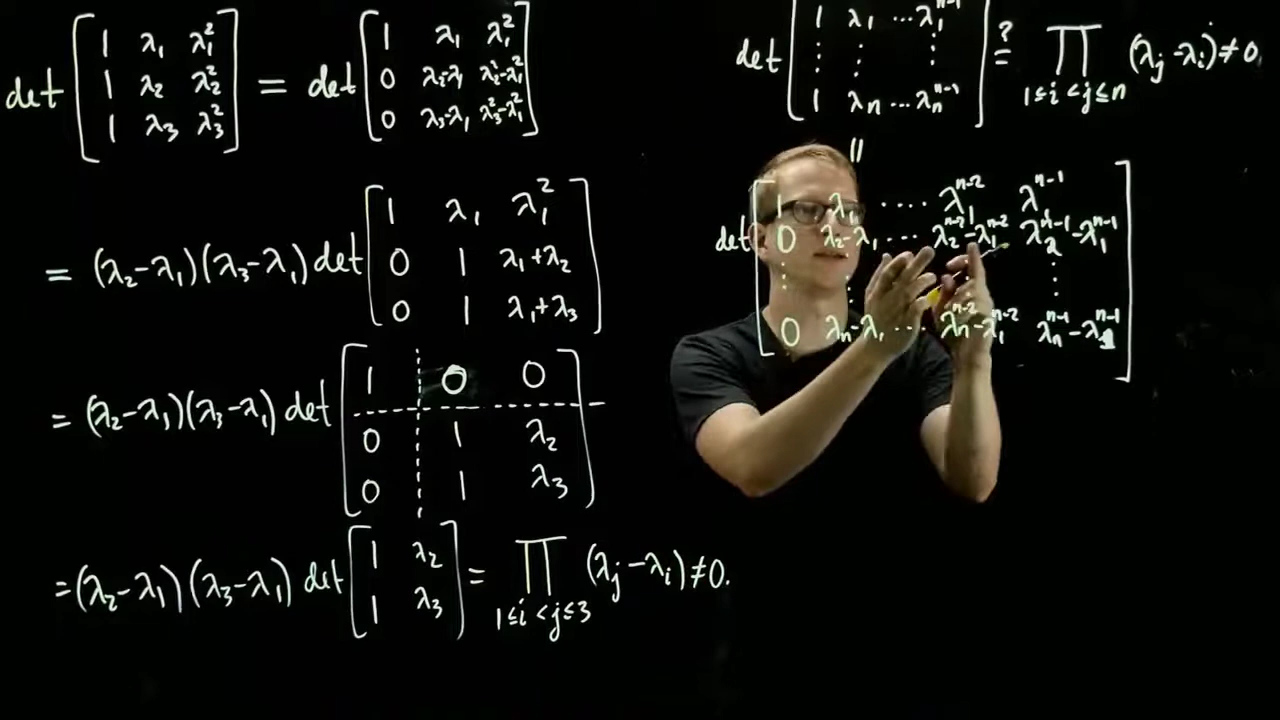 det [ 1 λ₁ λ₁² ] = det [ 1 λ₁ λ₁² ]
[ 1 λ₂ λ₂² ] [ 0 λ₂-λ₁ λ₂²-λ₁² ]
[ 1 λ₃ λ₃² ] [ 0 λ₃-λ₁ λ₃²-λ₁² ]
= (λ₂-λ₁)(λ₃-λ₁) det [ 1 λ₁ λ₁² ]
[ 0 1 λ₁+λ₂ ]
[ 0 1 λ₁+λ₃ ]
= (λ₂-λ₁)(λ₃-λ₁) det [ 1 0 0 ]
[ 0 1 λ₂ ]
[ 0 1 λ₃ ]
= (λ₂-λ₁)(λ₃-λ₁) det [ 1 λ₂ ] = ∏ (λⱼ-λᵢ) ≠ 0.
[ 1 λ₃ ] 1≤i<j≤3
det [ 1 λ₁ ... λ₁ⁿ⁻¹ ] ≟ ∏ (λⱼ-λᵢ) ≠ 0.
[ ⋮ ⋮ ⋮ ] 1≤i<j≤n
[ 1 λₙ ... λₙⁿ⁻¹ ]
||
det [ 1 λ₁ .... λ₁ⁿ⁻² λ₁ⁿ⁻¹ ]
[ 0 λ₂-λ₁ ... λ₂ⁿ⁻²-λ₁ⁿ⁻² λ₂ⁿ⁻¹-λ₁ⁿ⁻¹ ]
[ ⋮ ⋮ ⋮ ⋮ ]
[ 0 λₙ-λ₁ ... λₙⁿ⁻²-λ₁ⁿ⁻² λₙⁿ⁻¹-λ₁ⁿ⁻¹ ]